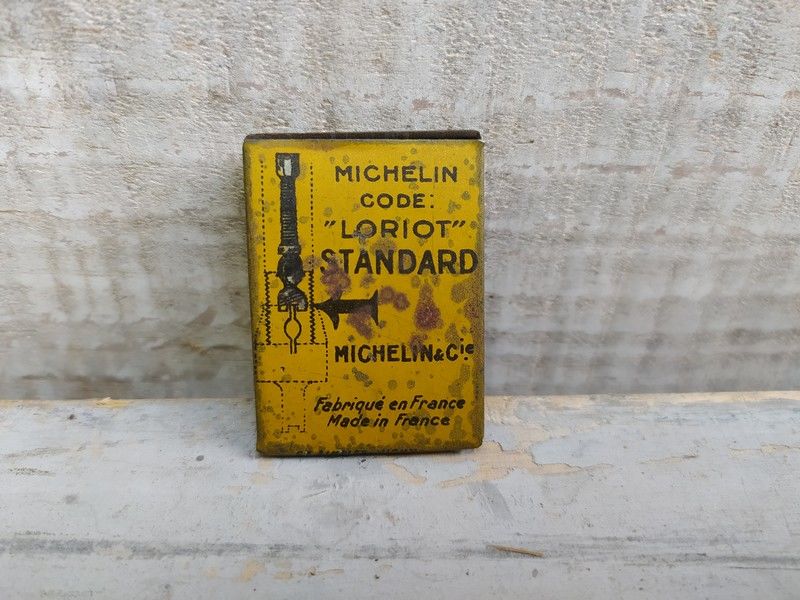 MICHELIN
CODE:
"LORIOT"
STANDARD
MICHELIN & Cie
Fabriqué en France
Made in France